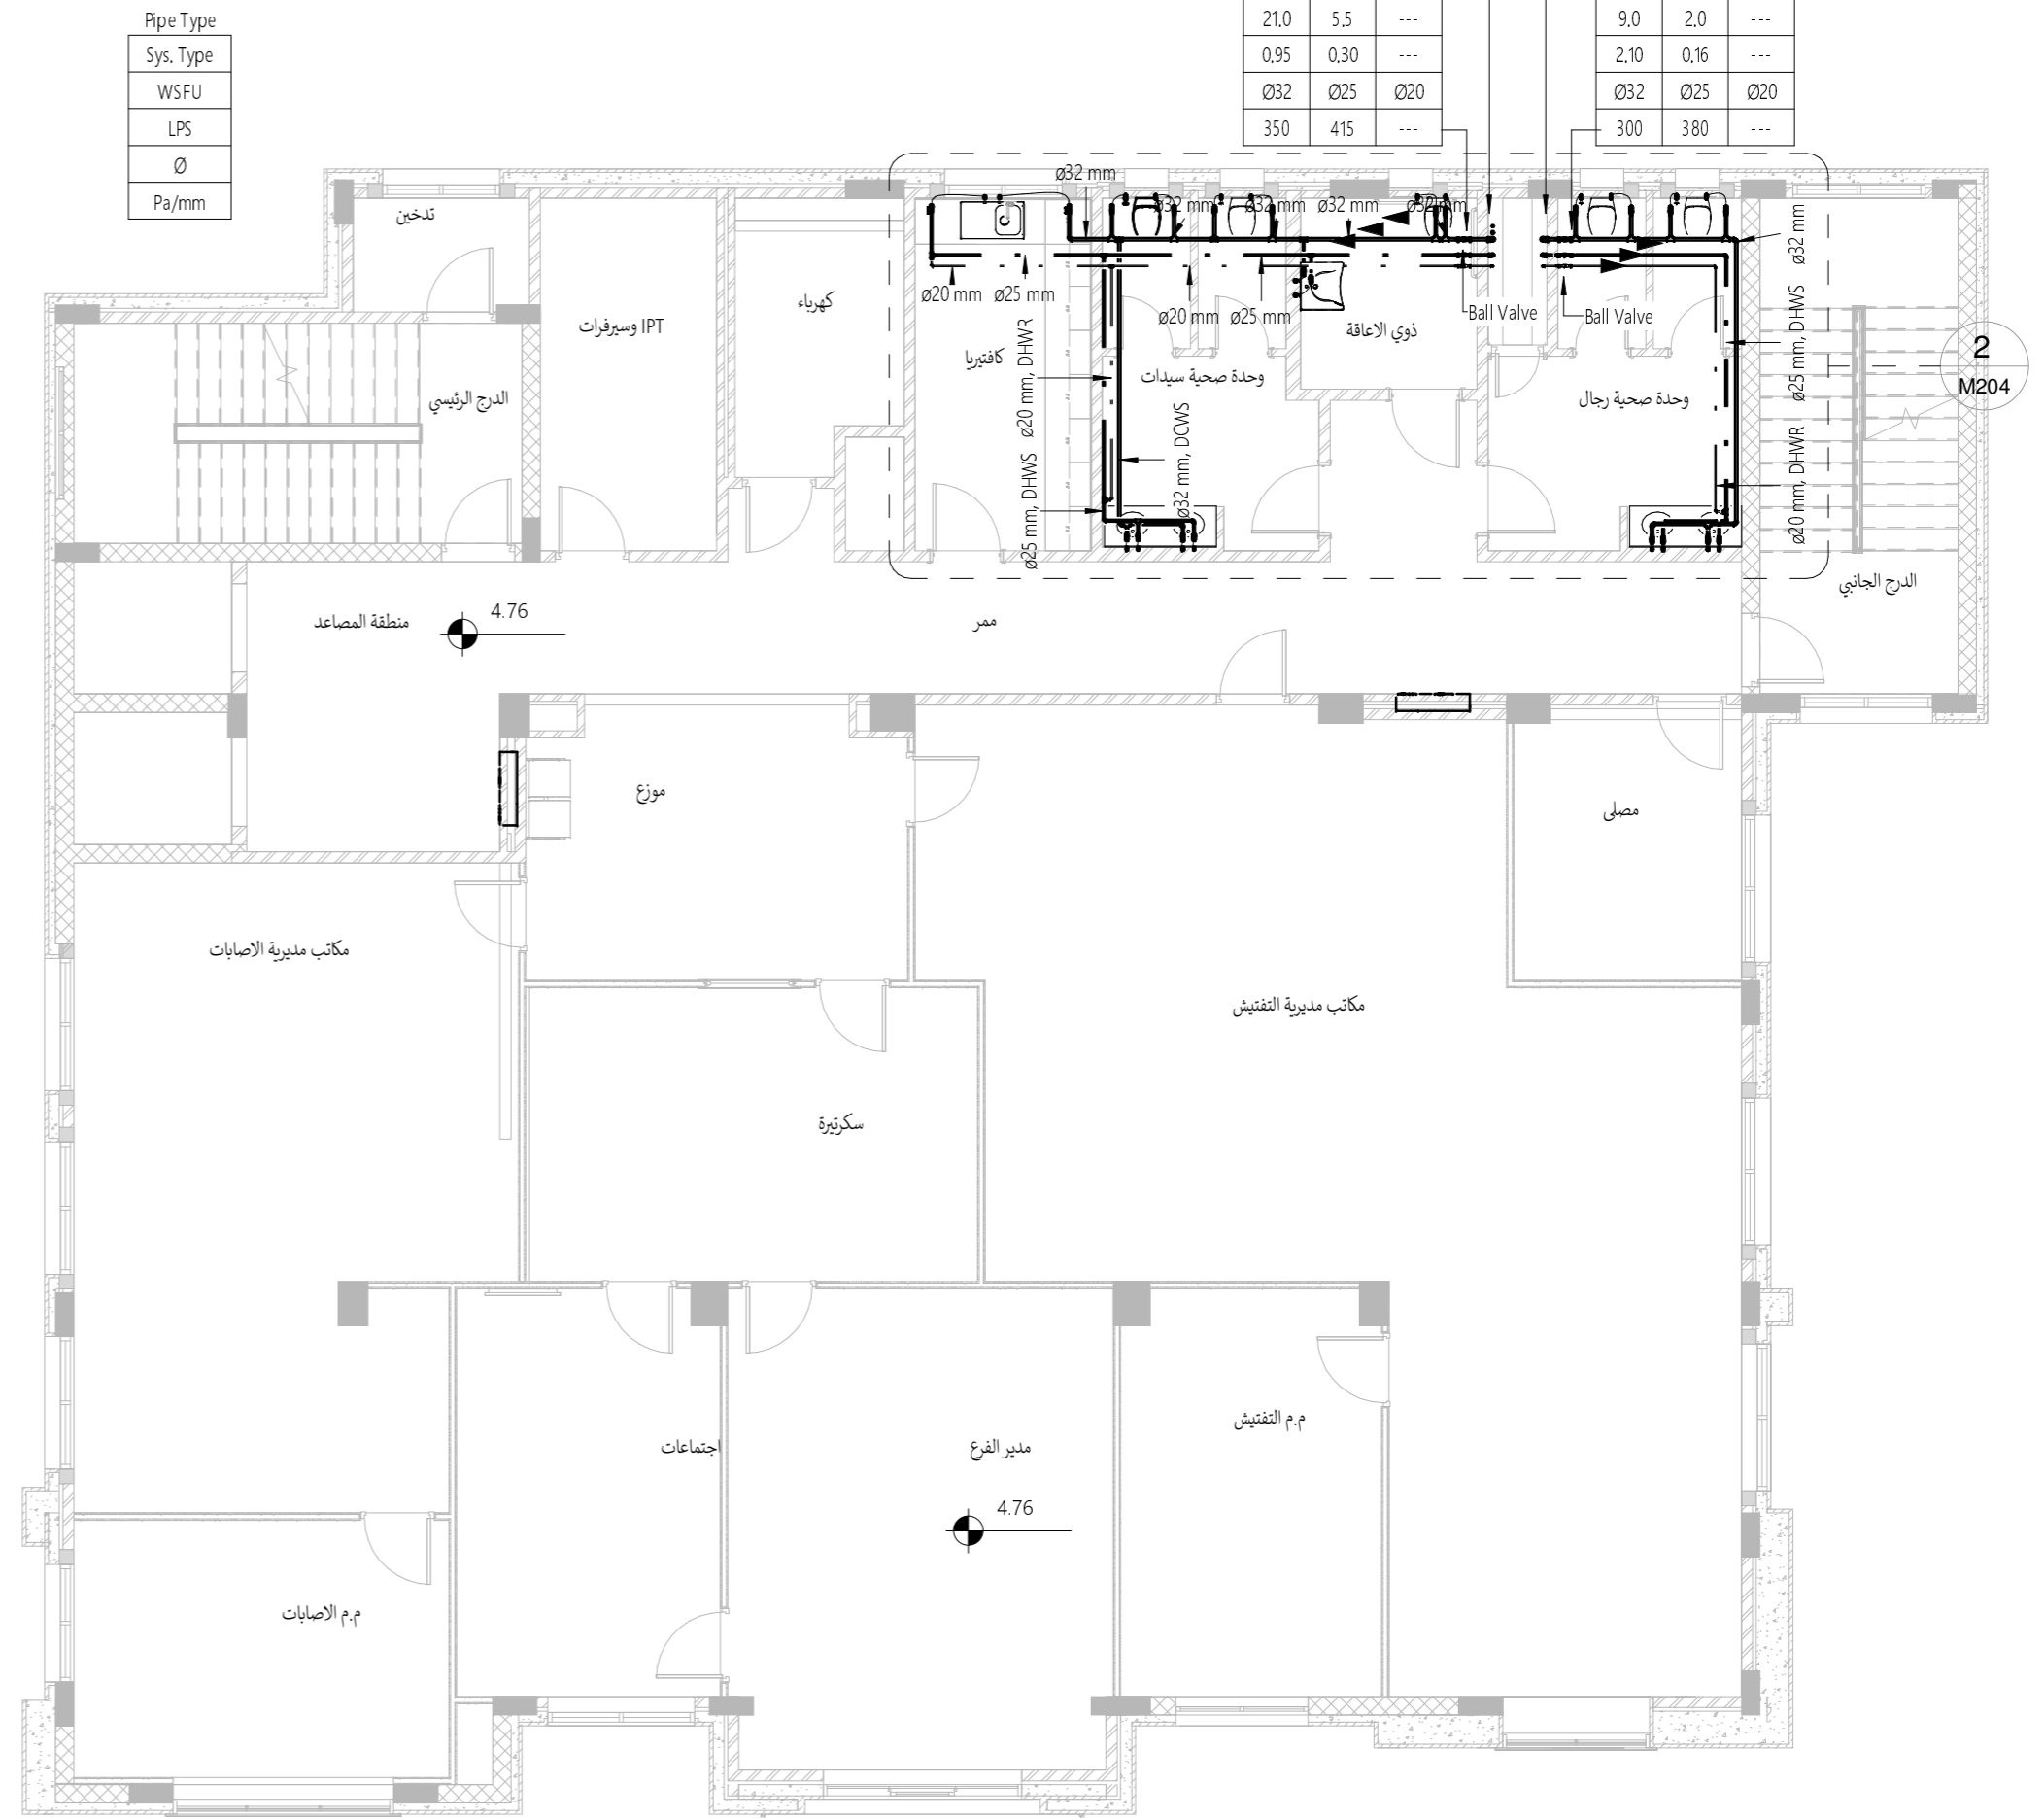 Pipe Type
Sys. Type
WSFU
LPS
Ø
Pa/mm
21.0 5.5 ---
0.95 0.30 ---
Ø32 Ø25 Ø20
350 415 ---
9.0 2.0 ---
2.10 0.16 ---
Ø32 Ø25 Ø20
300 380 ---
ø32 mm
ø32 mm
ø32 mm
ø32 mm
ø32 mm
ø32 mm
تدخين
ø20 mm
ø25 mm
كهرباء
IPT وسيرفرات
ø20 mm
ø25 mm
Ball Valve
Ball Valve
ذوي الاعاقة
كافتيريا
وحدة صحية سيدات
وحدة صحية رجال
الدرج الرئيسي
ø25 mm, DHWS
ø20 mm, DHWR
ø32 mm, DCWS
ø25 mm, DHWS
ø20 mm, DHWR
2
M204
الدرج الجانبي
منطقة المصاعد
4.76
ممر
موزع
مصلى
مكاتب مديرية الاصابات
مكاتب مديرية التفتيش
سكرتيرة
م.م التفتيش
اجتماعات
مدير الفرع
4.76
م.م الاصابات